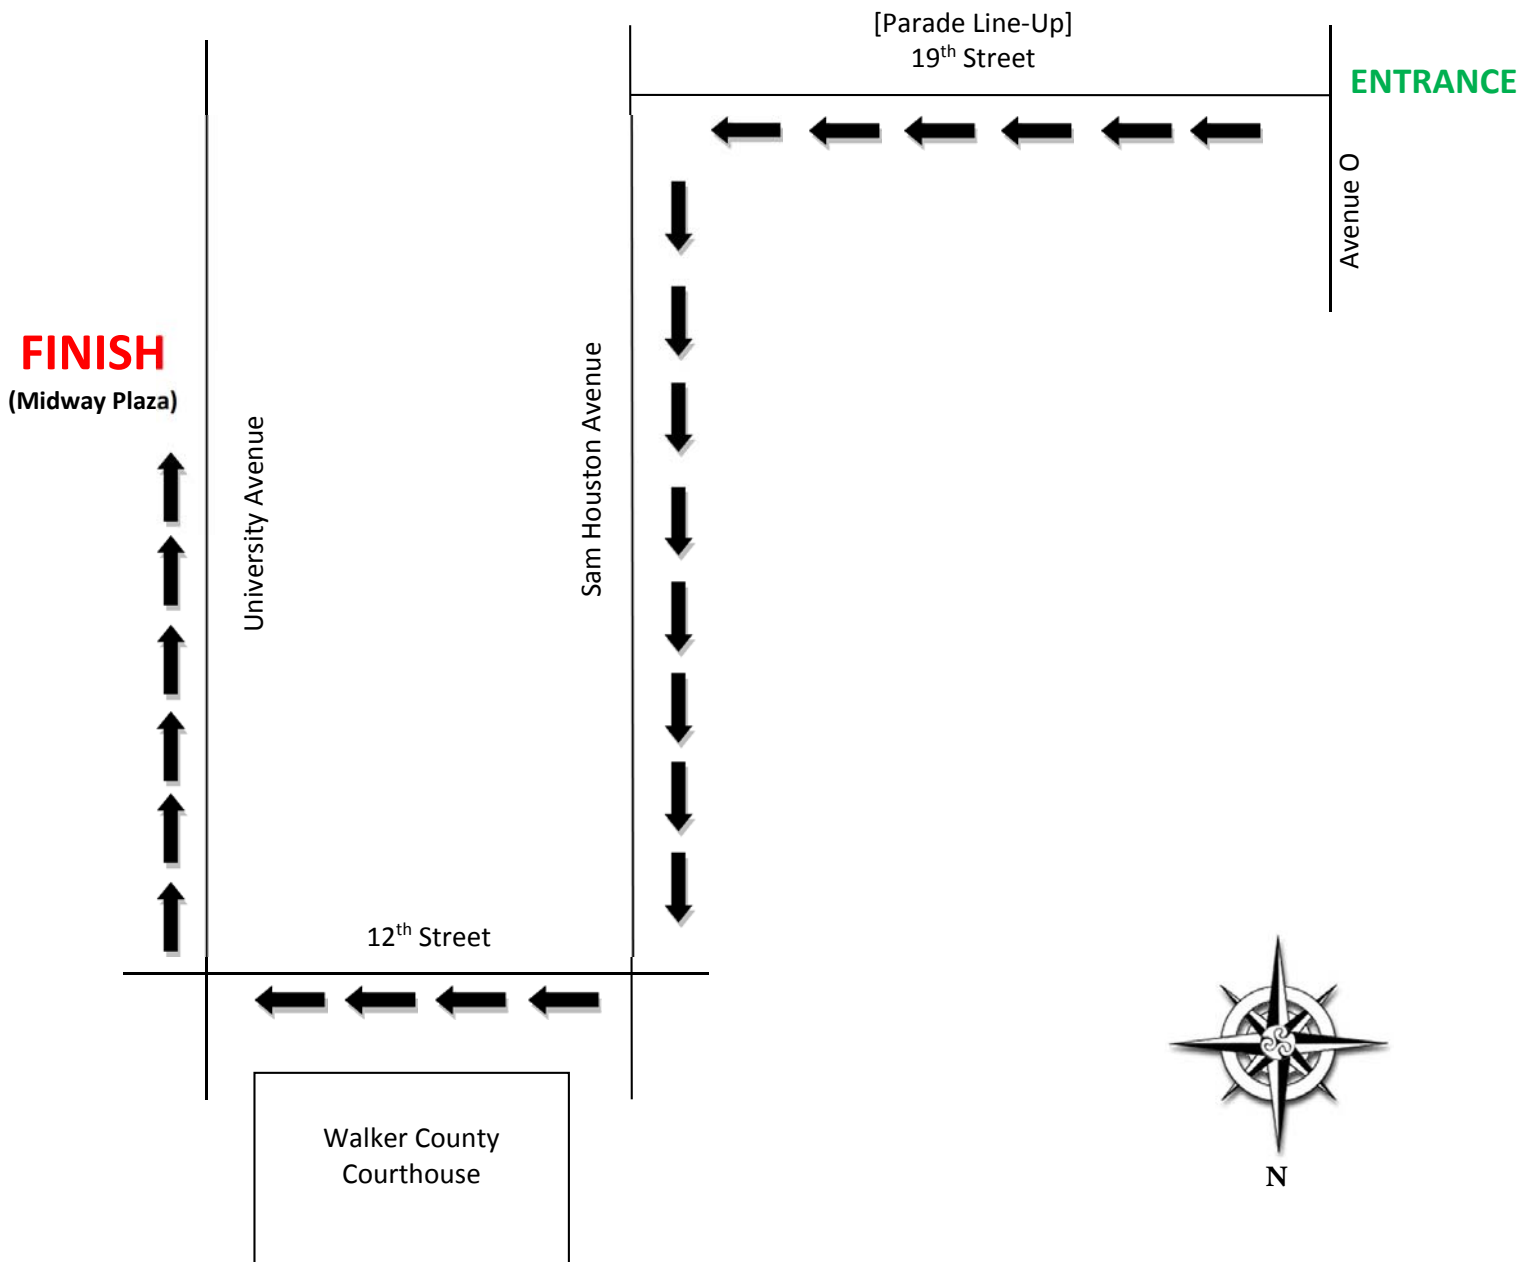 [Parade Line-Up]
19th Street
ENTRANCE
Avenue O
FINISH
(Midway Plaza)
University Avenue
Sam Houston Avenue
12th Street
Walker County
Courthouse
N